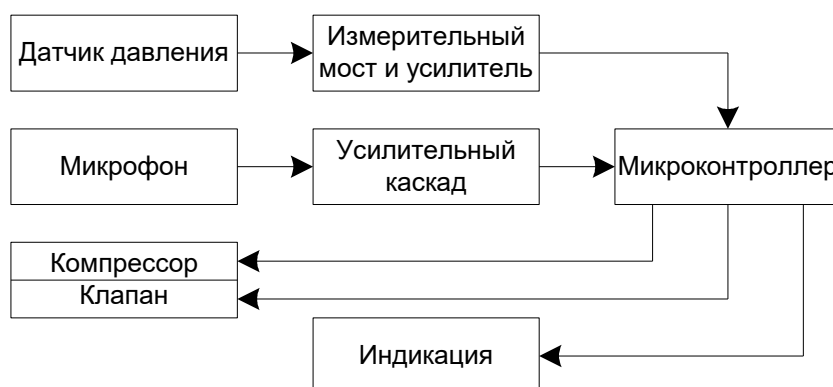 Датчик давления
Измерительный
мост и усилитель
Микрофон
Усилительный
каскад
Микроконтроллер
Компрессор
Клапан
Индикация